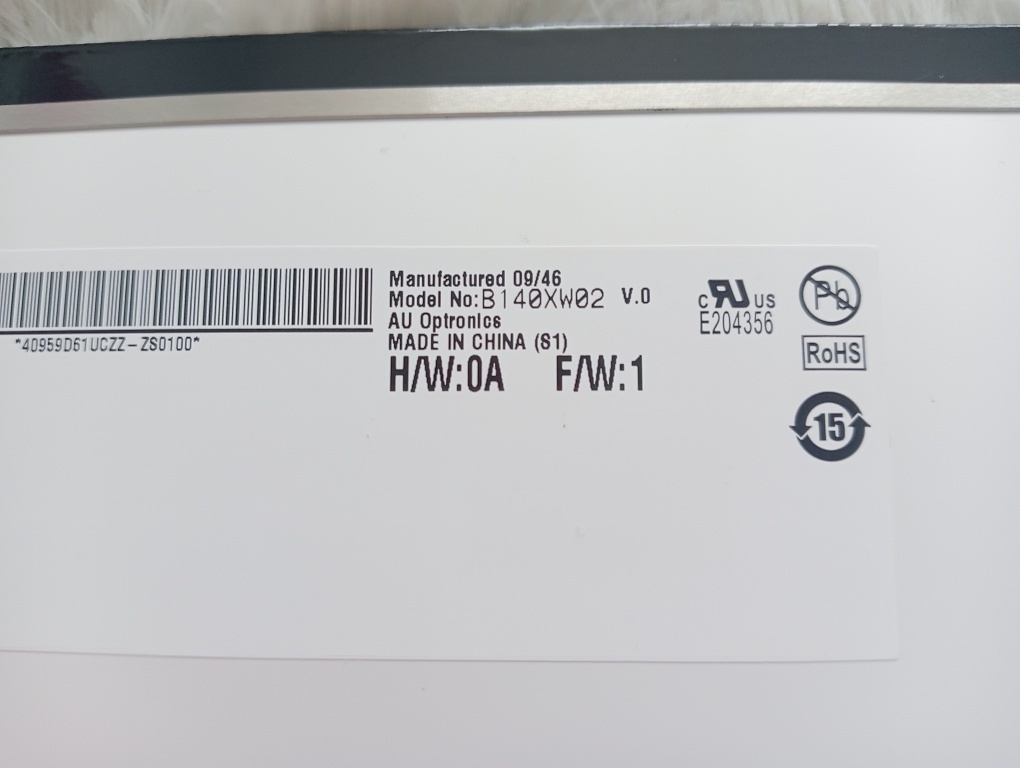 Manufactured 09/46
Model No:B140XW02 V.0
AU Optronics
MADE IN CHINA (S1)
H/W:0A F/W:1
*40959D61UCZZ-ZS0100*
c RU US
E204356
Pb
RoHS
15